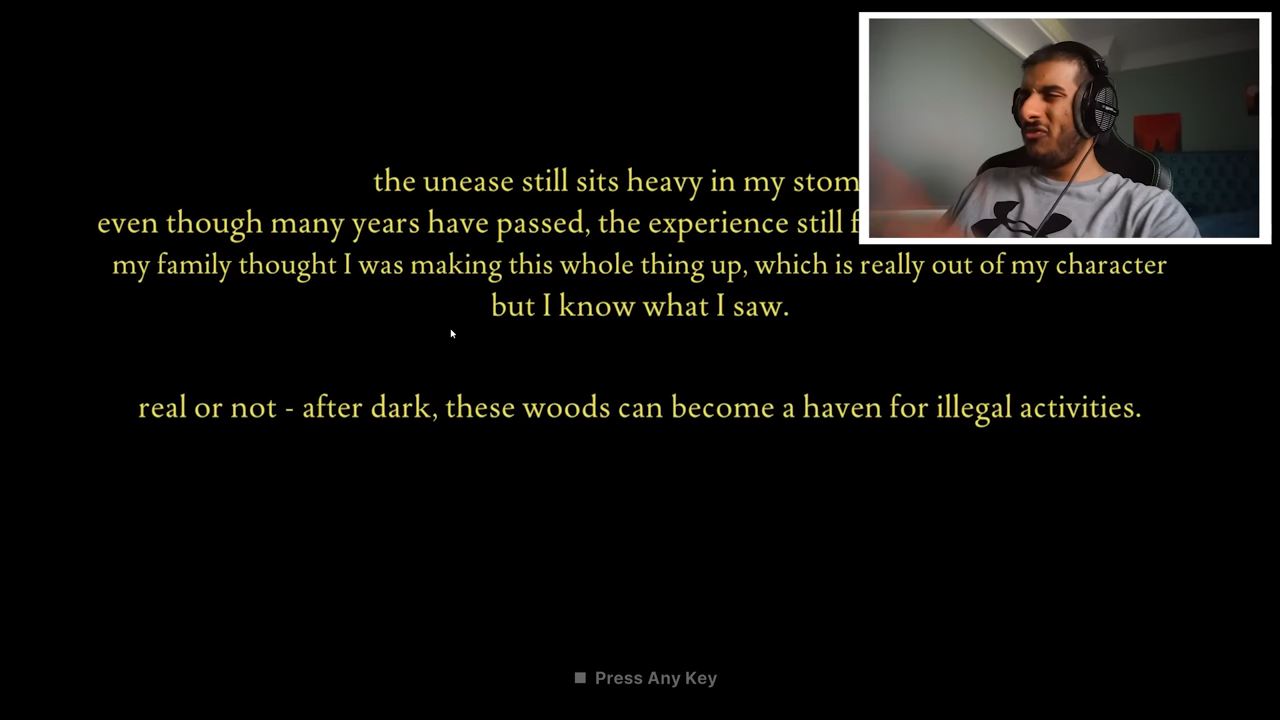 the unease still sits heavy in my
even though many years have passed, the experience still
my family thought I was making this whole thing up, which is really out of my character
but I know what I saw.
real or not - after dark, these woods can become a haven for illegal activities.
Press Any Key